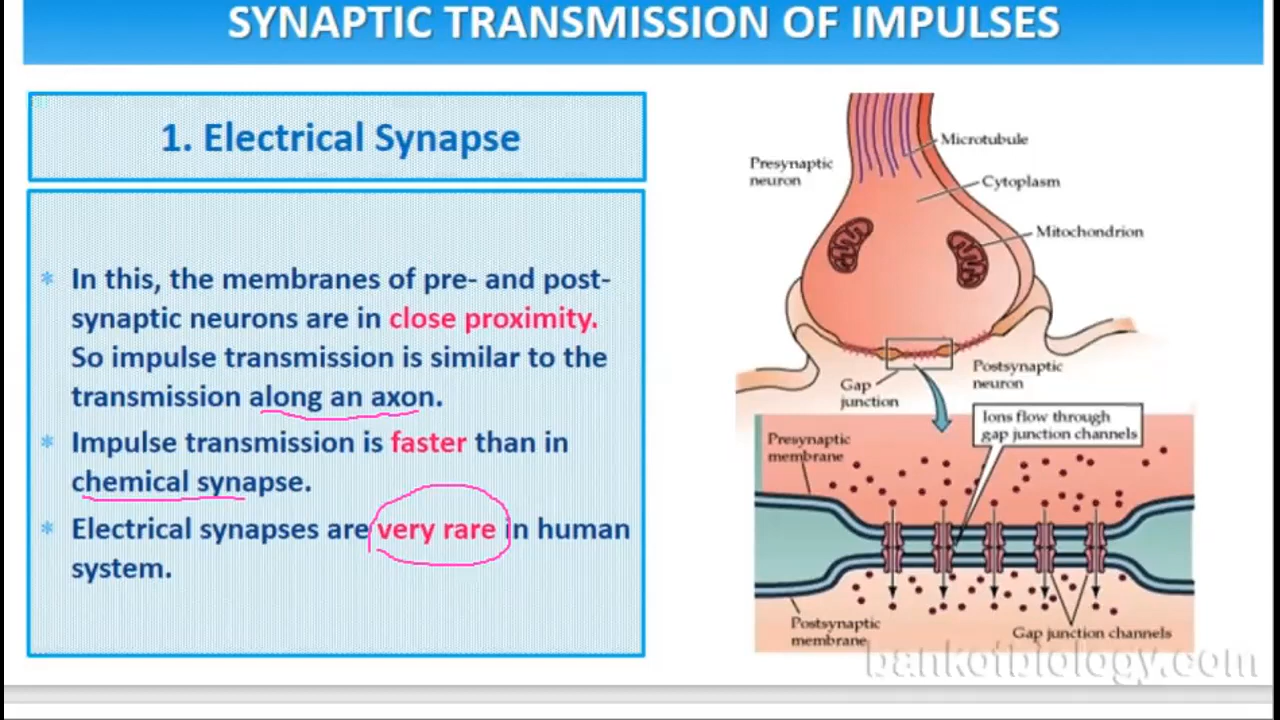 SYNAPTIC TRANSMISSION OF IMPULSES
1. Electrical Synapse
* In this, the membranes of pre- and post-
synaptic neurons are in close proximity.
So impulse transmission is similar to the
transmission along an axon.
* Impulse transmission is faster than in
chemical synapse.
* Electrical synapses are very rare in human
system.
Microtubule
Presynaptic
neuron
Cytoplasm
Mitochondrion
Postsynaptic
neuron
Gap
junction
Ions flow through
gap junction channels
Presynaptic
membrane
Postsynaptic
membrane
Gap junction channels
bankofbiology.com